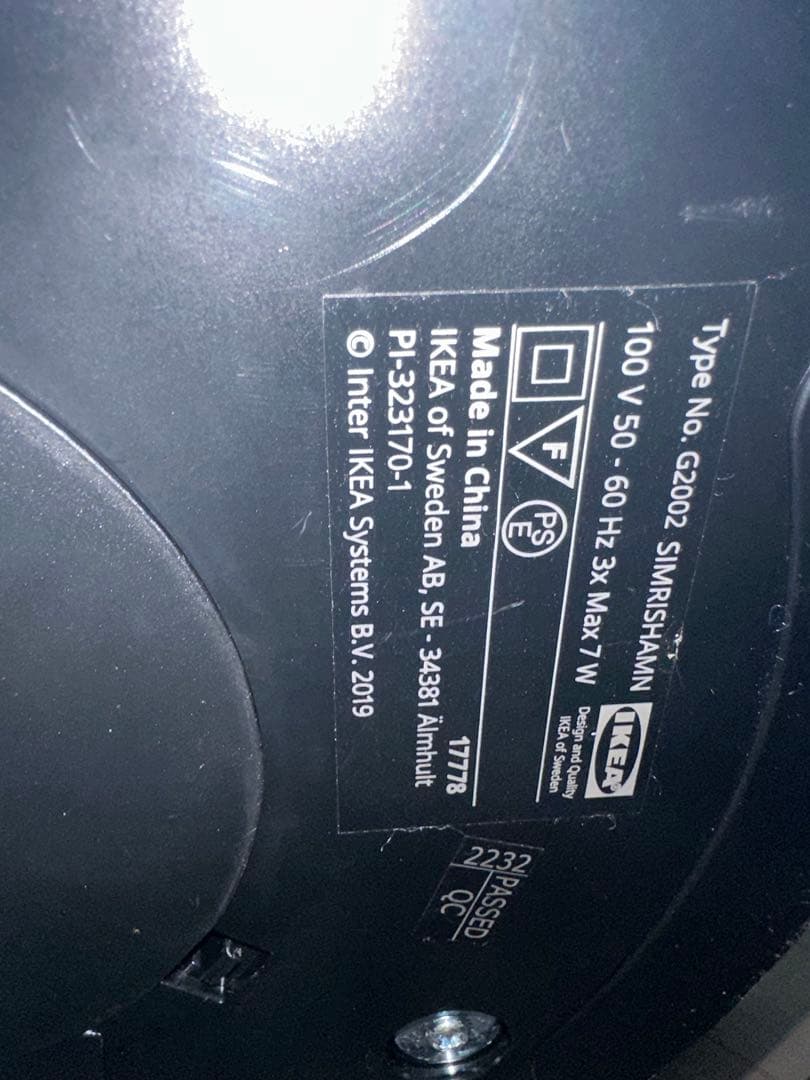 Type No. G2002 SIMRISHAMN
100 V 50 - 60 Hz 3x Max 7 W
IKEA®
Design and Quality
IKEA of Sweden
F
PS
E
Made in China
17778
IKEA of Sweden AB, SE - 34381 Älmhult
PI-323170-1
© Inter IKEA Systems B.V. 2019
2232
PASSED
QC